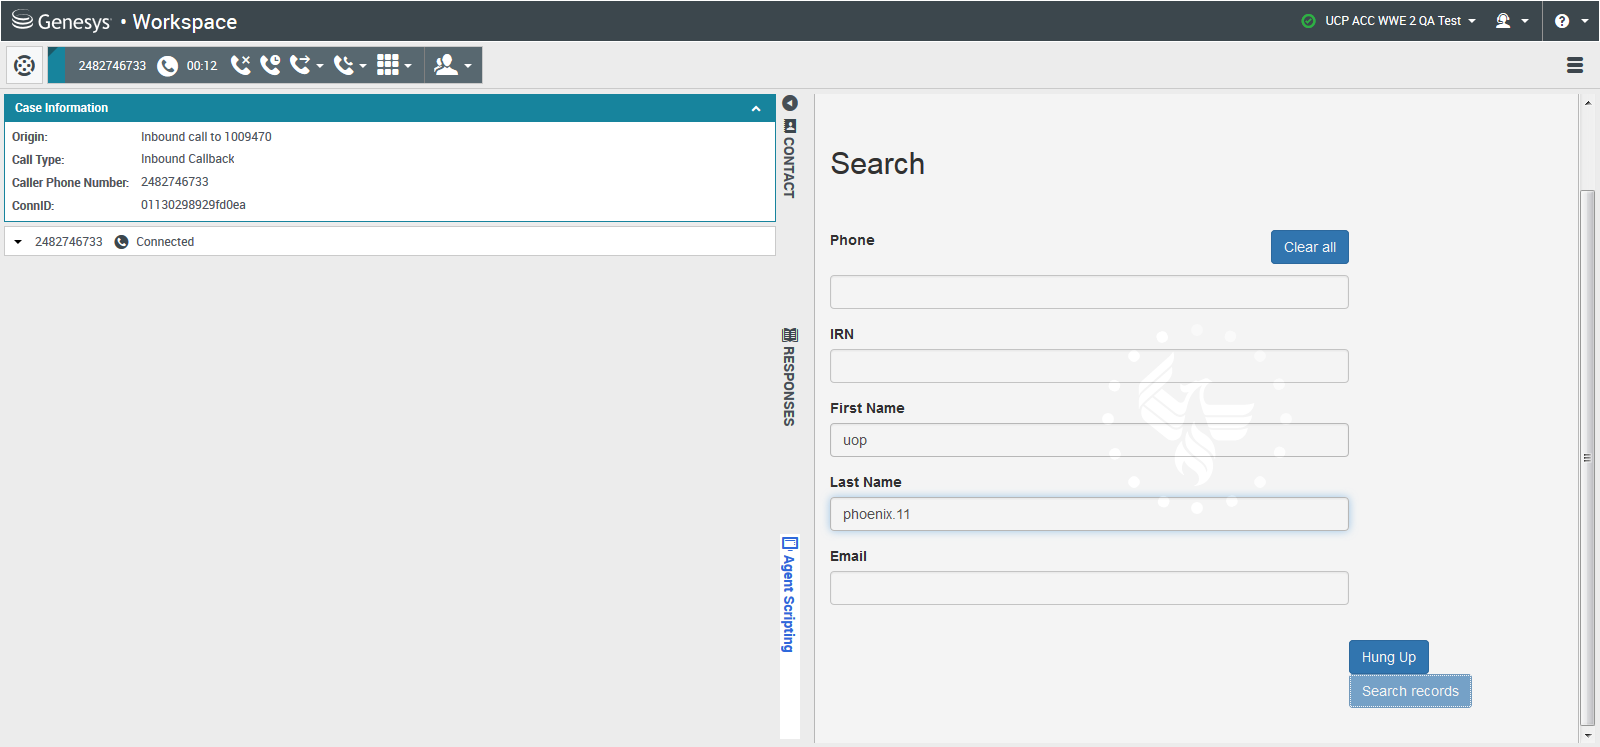 Genesys • Workspace
UCP ACC WWE 2 QA Test
2482746733 00:12
Case Information
Origin: Inbound call to 1009470
Call Type: Inbound Callback
Caller Phone Number: 2482746733
ConnID: 01130298929fd0ea
2482746733 Connected
CONTACT
RESPONSES
Agent Scripting
Search
Phone
Clear all
IRN
First Name
uop
Last Name
phoenix.11
Email
Hung Up
Search records